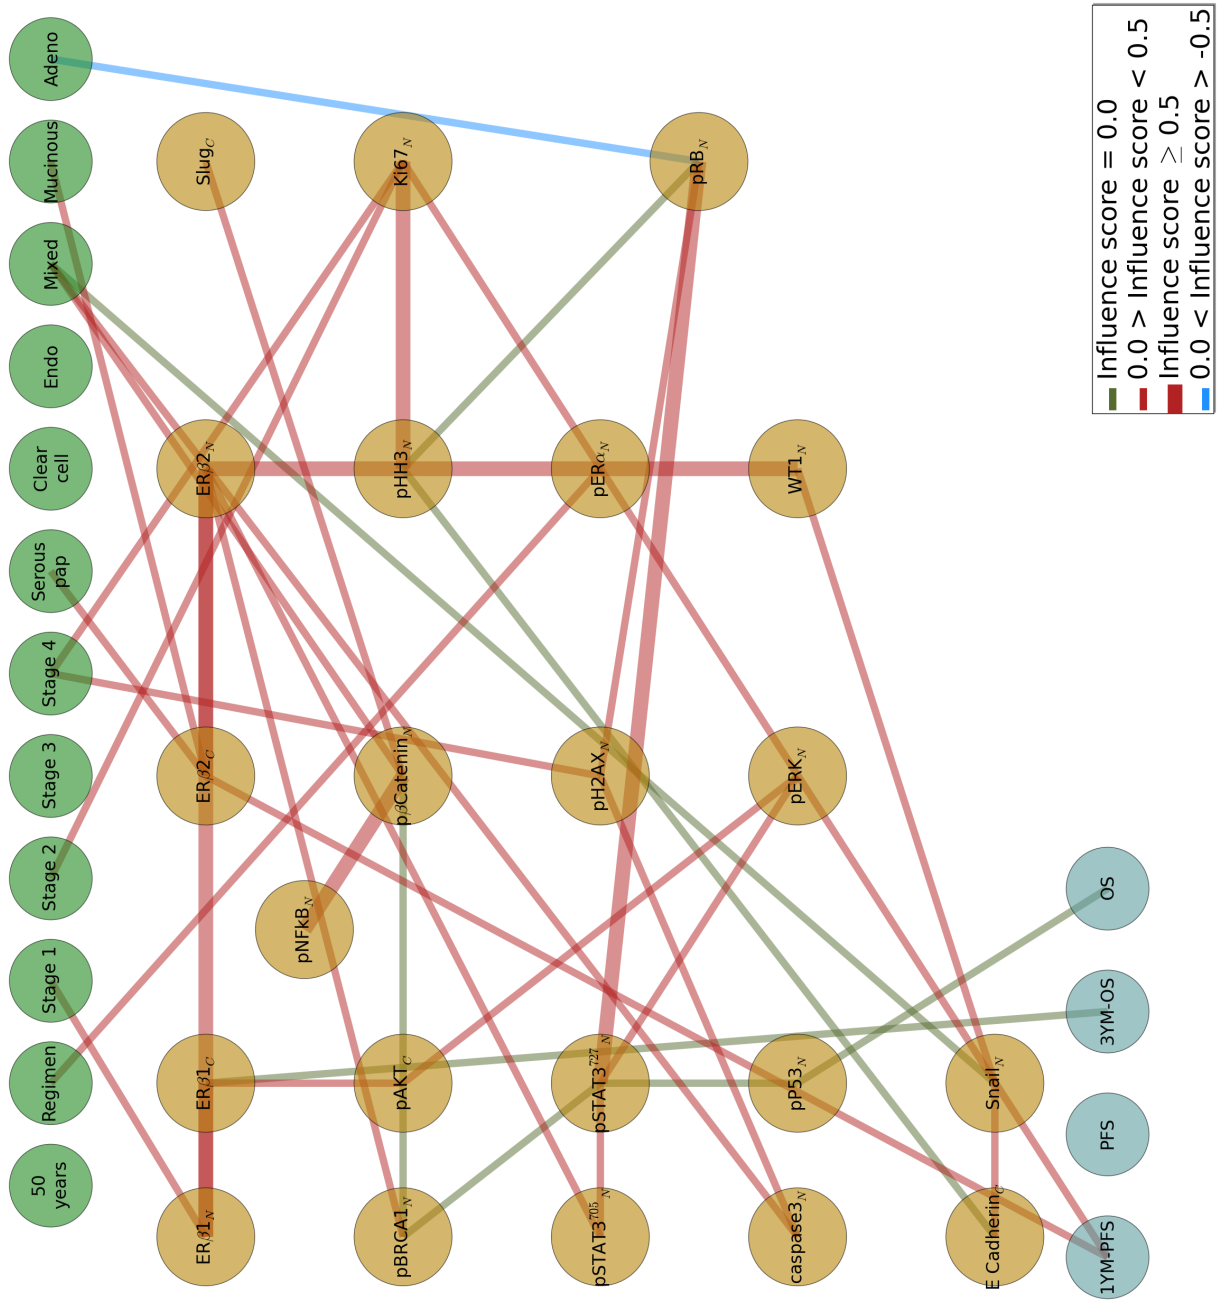 50
years
Regimen
Stage 1
Stage 2
Stage 3
Stage 4
Serous
pap
Clear
cell
Endo
Mixed
Mucinous
Adeno
ERβ1N
ERβ1C
ERβ2C
ERβ2N
SlugC
pNFkBN
pBRCA1N
pAKTC
pβCateninN
pHH3N
Ki67N
pSTAT3705N
pSTAT3727N
pH2AXN
pERαN
pRBN
caspase3N
pP53N
pERKN
WT1N
E CadherinC
SnailN
1YM-PFS
PFS
3YM-OS
OS
Influence score = 0.0
0.0 > Influence score < 0.5
Influence score ≥ 0.5
0.0 < Influence score > -0.5